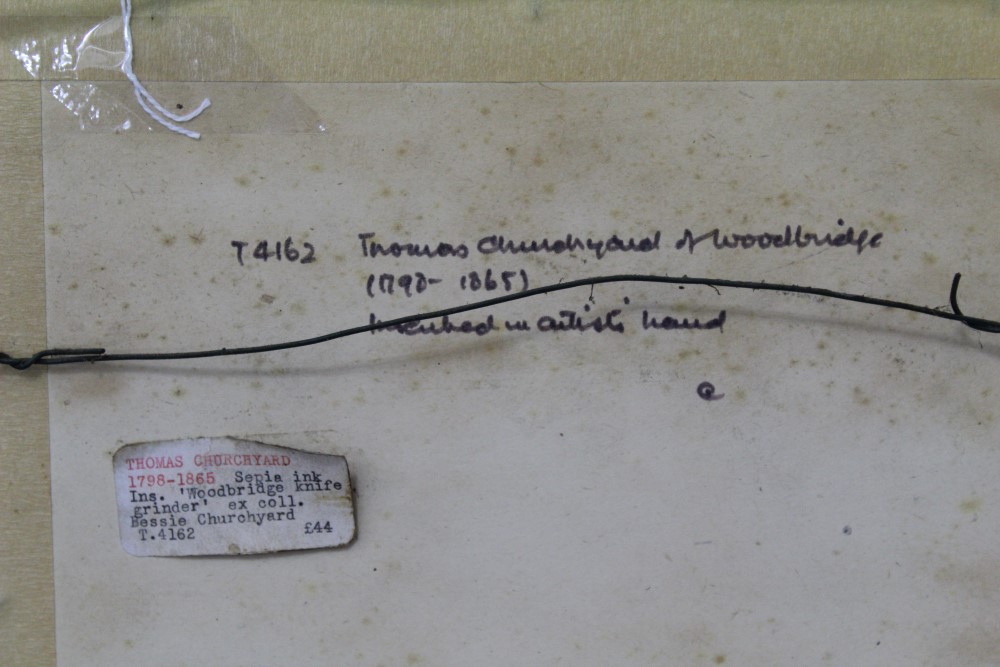 T4162 Thomas Churchyard of Woodbridge
(1798- 1865)
Inscribed in artist's hand
THOMAS CHURCHYARD
1798-1865 Sepia ink
Ins. 'Woodbridge knife
grinder' ex coll.
Bessie Churchyard
T.4162 £44